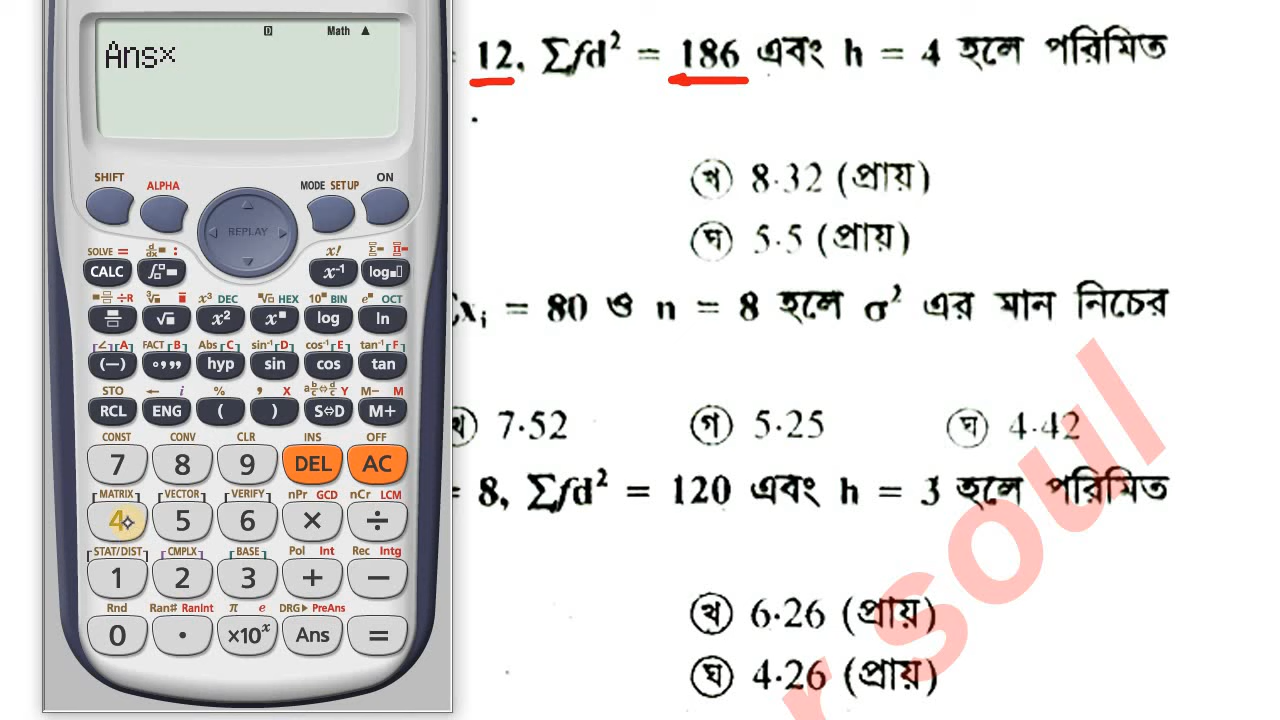 D Math ▲
Ans×
= 12, ∑fd² = 186 এবং h = 4 হলে পরিমিত
8·32 (প্রায়)
ঘ 5·5 (প্রায়)
xᵢ = 80 ও n = 8 হলে σ² এর মান নিচের
খ 7·52 গ 5·25 ঘ 4·42
= 8, ∑fd² = 120 এবং h = 3 হলে পরিমিত
খ 6·26 (প্রায়)
ঘ 4·26 (প্রায়)
r soul
SHIFT ALPHA MODE SETUP ON
REPLAY
SOLVE = d/dx : x! Σ Π
CALC ∫ x⁻¹ log
÷R ³√ x³ DEC √ HEX 10 BIN e OCT
√ x² x log ln
∠ A FACT B Abs C sin⁻¹ D cos⁻¹ E tan⁻¹ F
(−) °,,, hyp sin cos tan
STO ← i % , X a b/c⇔d/c Y M− M
RCL ENG ( ) S⇔D M+
CONST CONV CLR INS OFF
7 8 9 DEL AC
MATRIX VECTOR VERIFY nPr GCD nCr LCM
4 5 6 × ÷
STAT/DIST CMPLX BASE Pol Int Rec Intg
1 2 3 + −
Rnd Ran# RanInt π e DRG▸ PreAns
0 · ×10ˣ Ans =